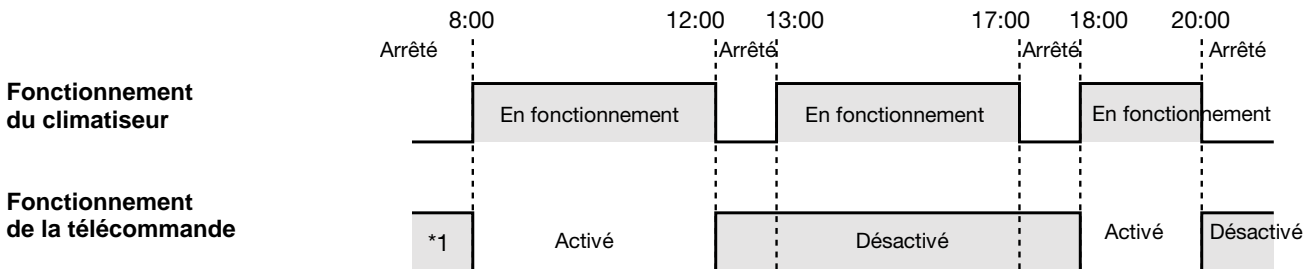 8:00 12:00 13:00 17:00 18:00 20:00
Arrêté Arrêté Arrêté Arrêté
Fonctionnement
du climatiseur
En fonctionnement En fonctionnement En fonctionnement
Fonctionnement
de la télécommande
*1 Activé Désactivé Activé Désactivé